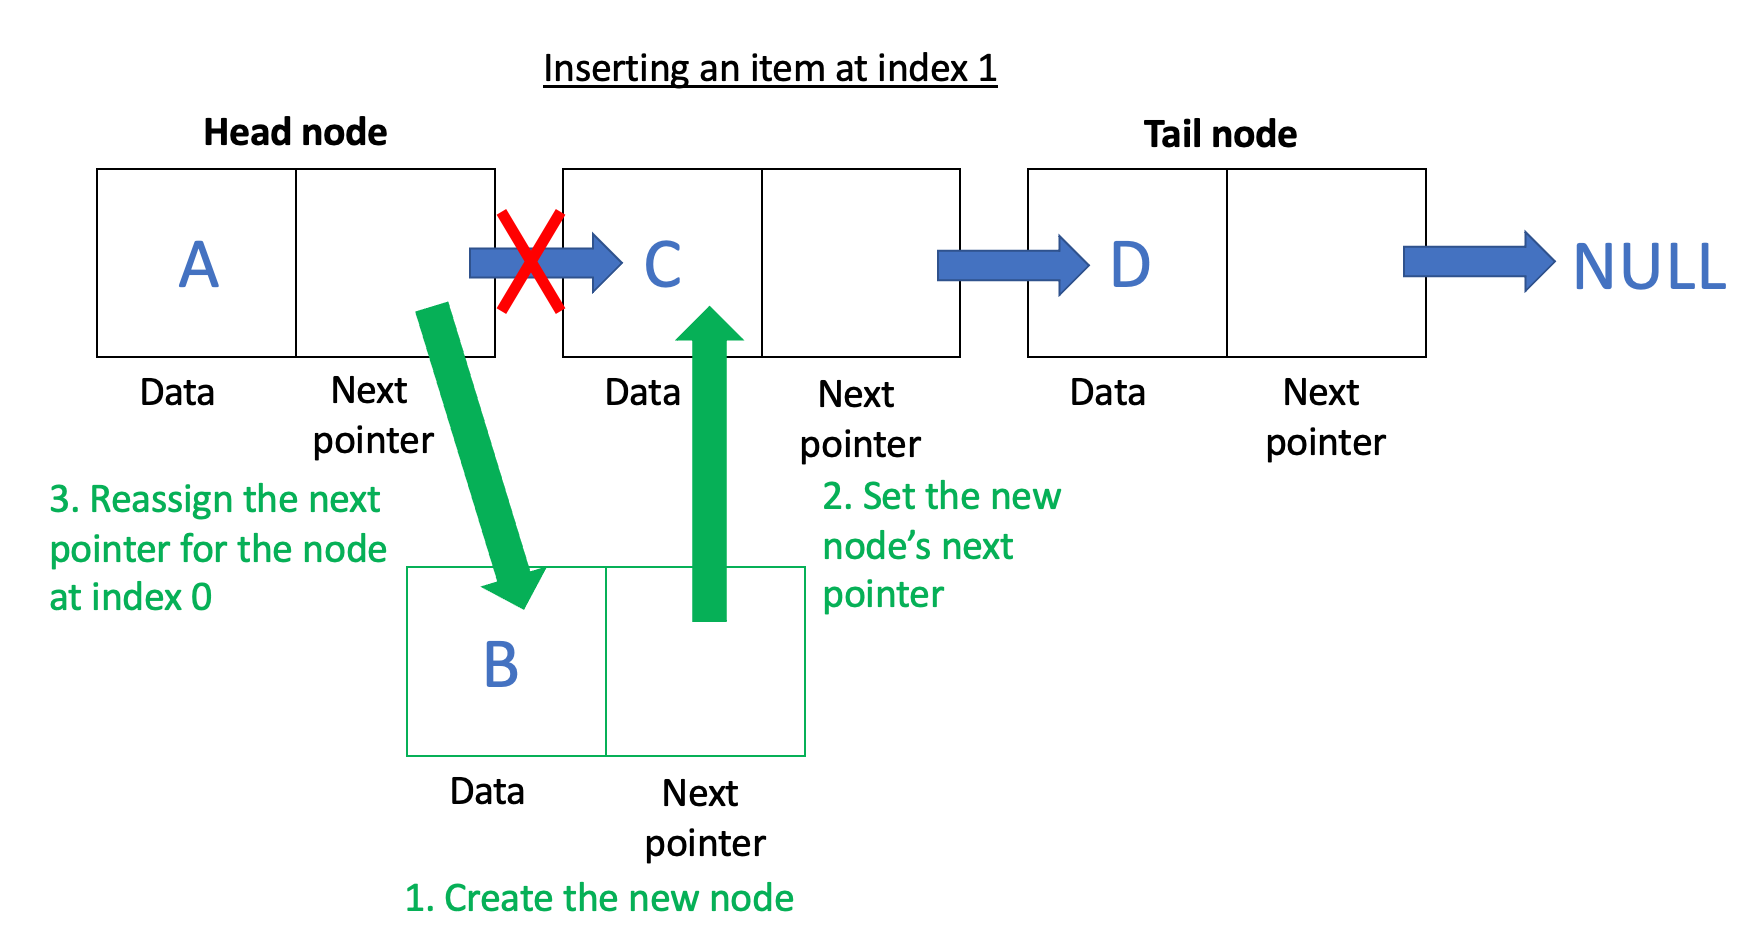 Inserting an item at index 1
Head node
Tail node
A
C
D
NULL
Data
Next
pointer
Data
Next
pointer
Data
Next
pointer
3. Reassign the next
pointer for the node
at index 0
2. Set the new
node’s next
pointer
B
Data
Next
pointer
1. Create the new node